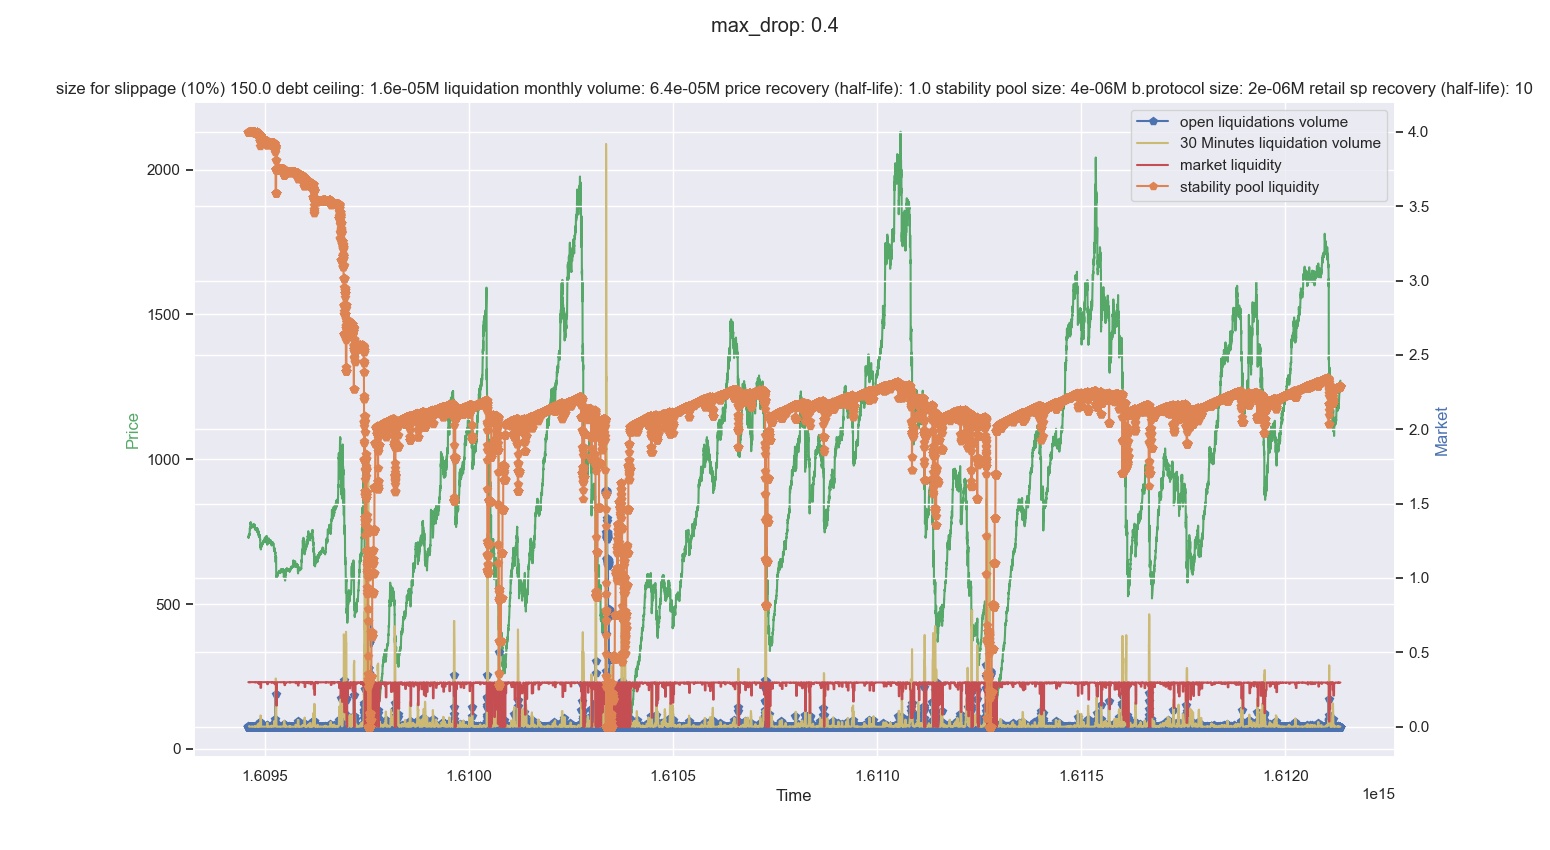 max_drop: 0.4
size for slippage (10%) 150.0 debt ceiling: 1.6e-05M liquidation monthly volume: 6.4e-05M price recovery (half-life): 1.0 stability pool size: 4e-06M b.protocol size: 2e-06M retail sp recovery (half-life): 10
open liquidations volume
30 Minutes liquidation volume
market liquidity
stability pool liquidity
2000
1500
1000
500
0
Price
4.0
3.5
3.0
2.5
2.0
1.5
1.0
0.5
0.0
Market
1.6095 1.6100 1.6105 1.6110 1.6115 1.6120
1e15
Time